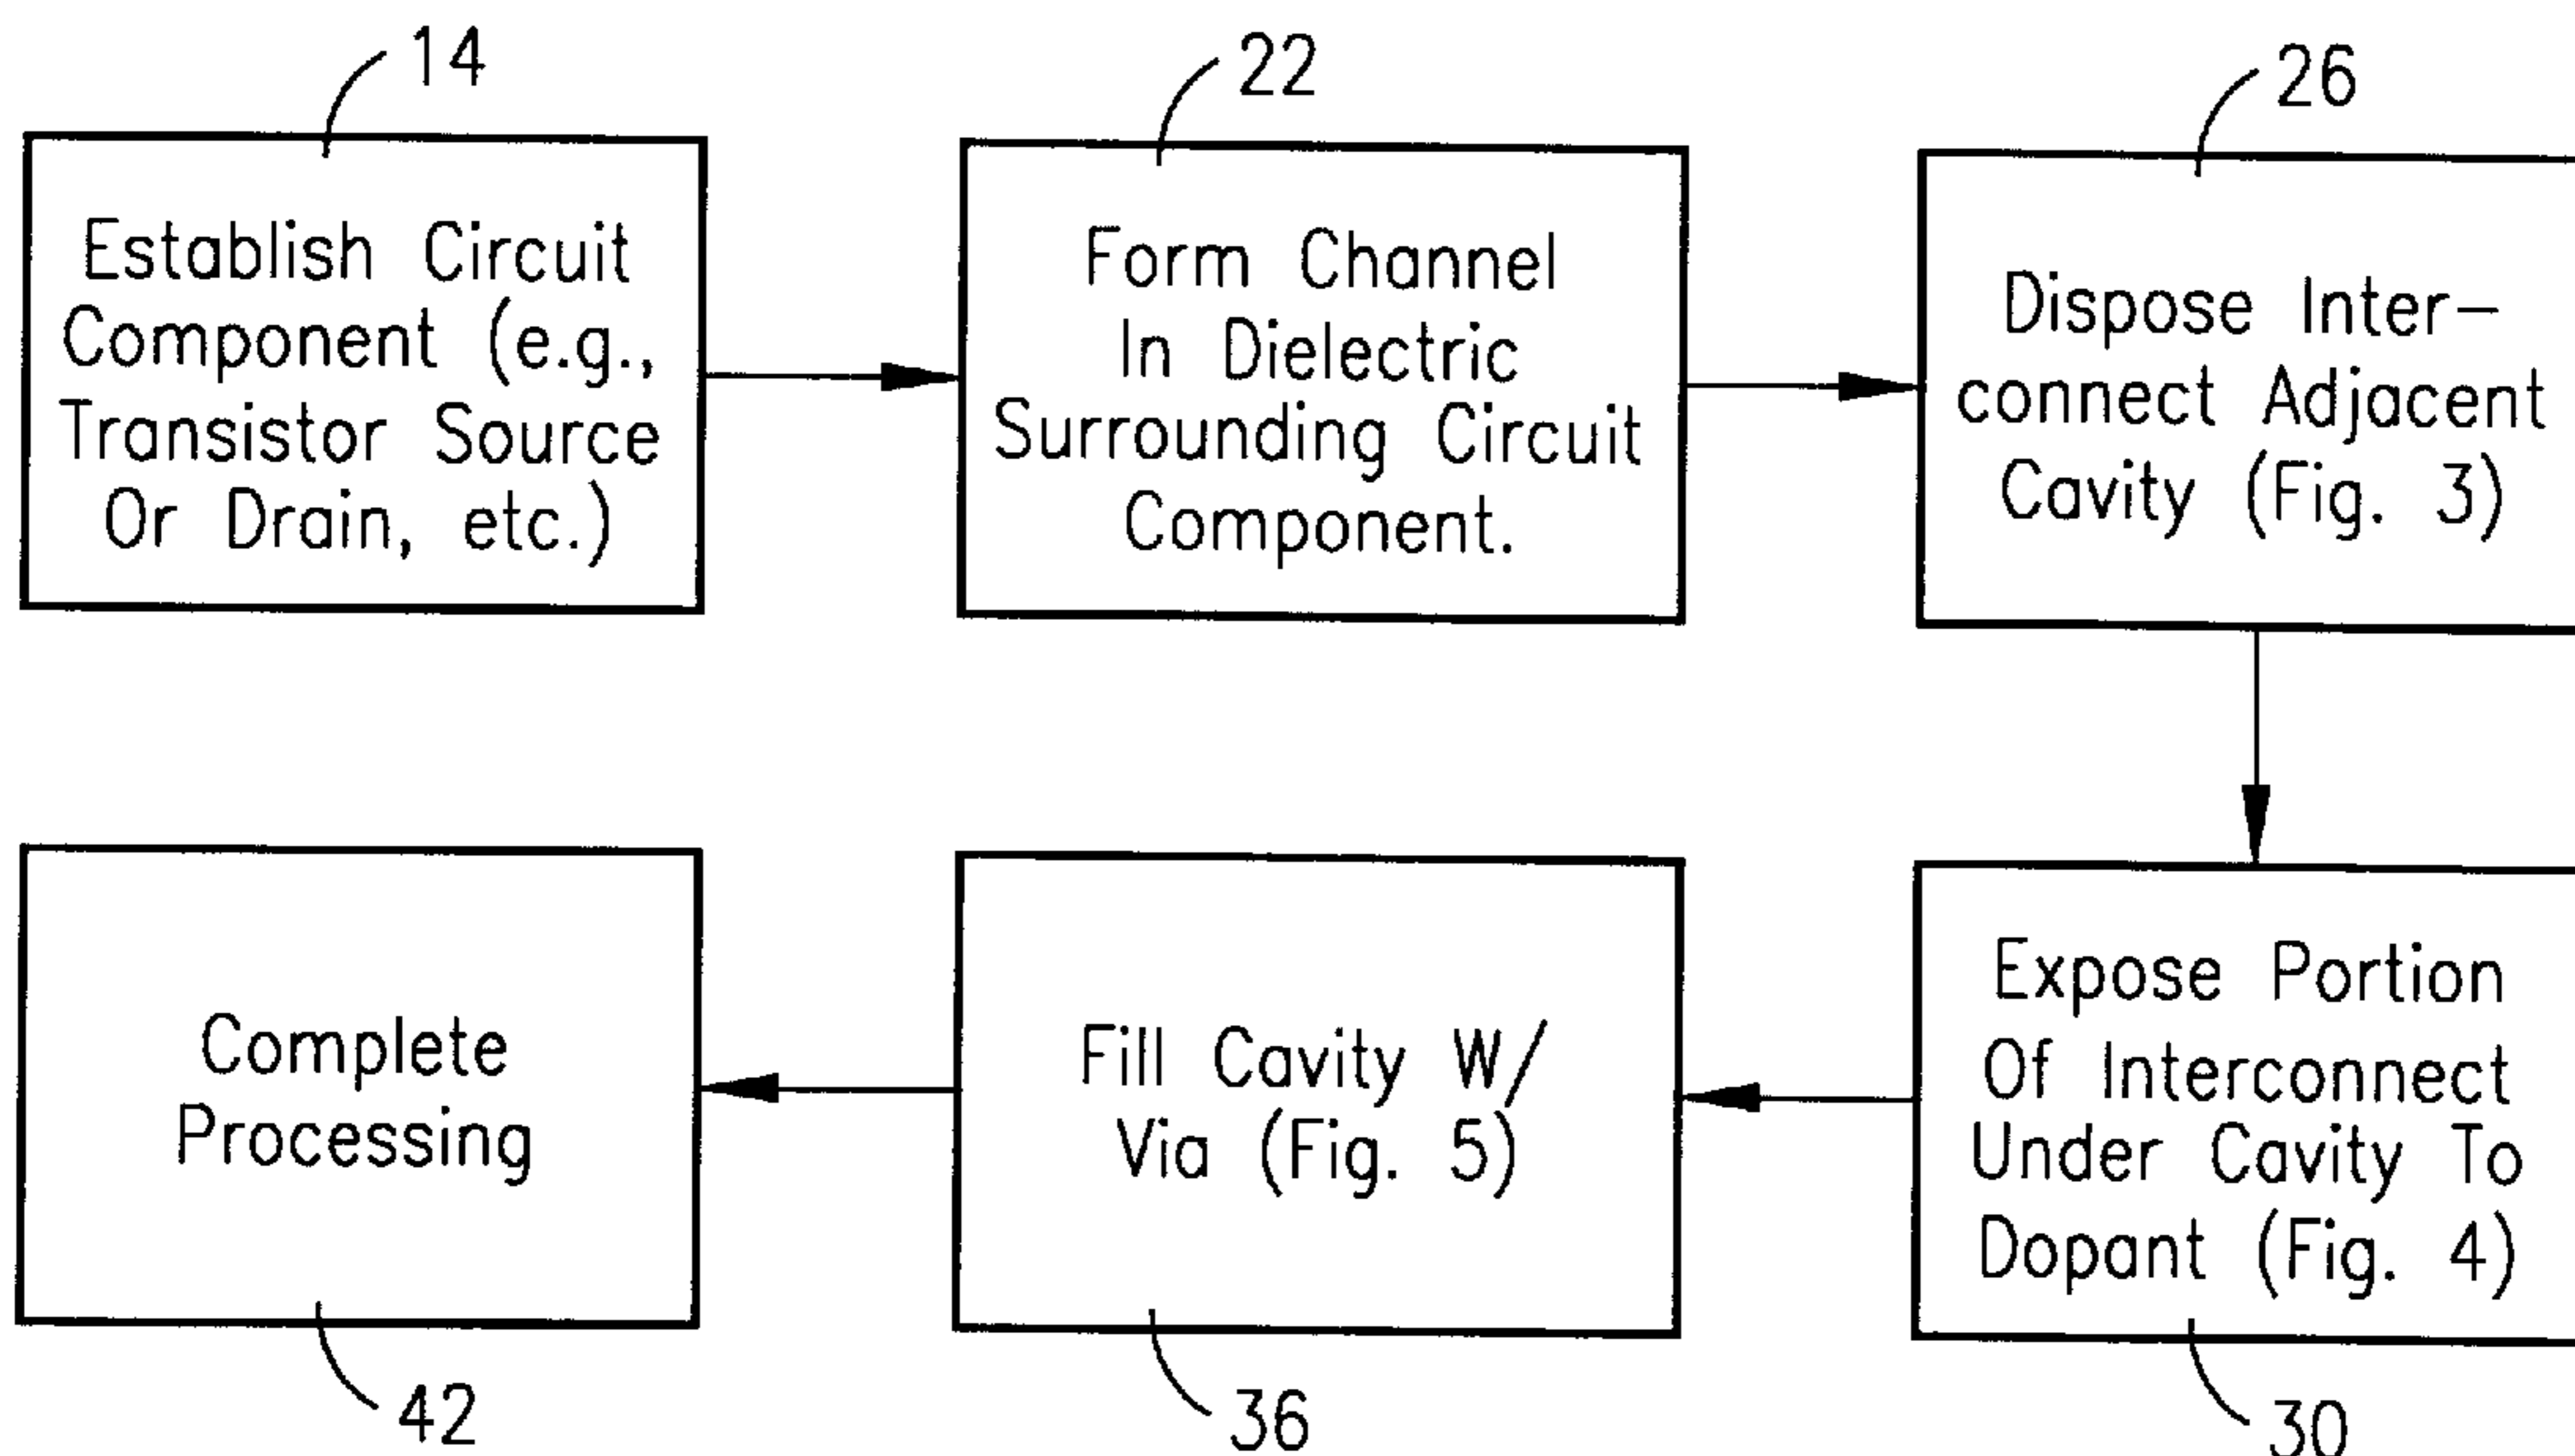 14
Establish Circuit
Component (e.g.,
Transistor Source
Or Drain, etc.)
22
Form Channel
In Dielectric
Surrounding Circuit
Component.
26
Dispose Inter-
connect Adjacent
Cavity (Fig. 3)
Expose Portion
Of Interconnect
Under Cavity To
Dopant (Fig. 4)
30
Fill Cavity W/
Via (Fig. 5)
36
Complete
Processing
42